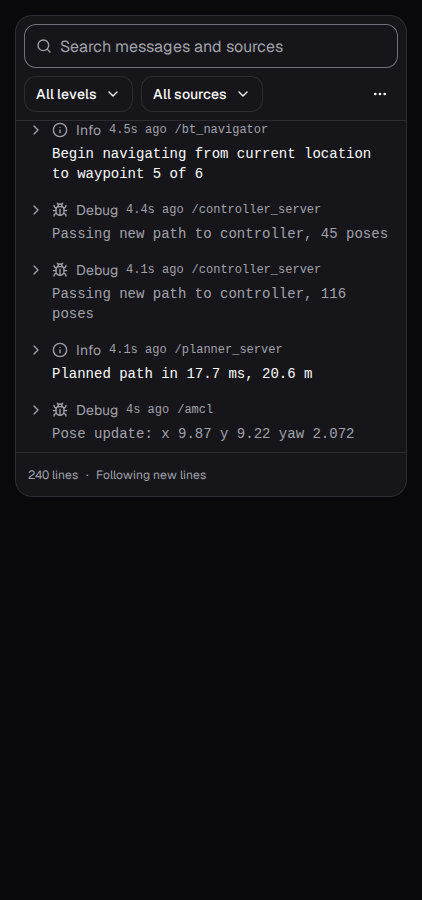 Search messages and sources
All levels
All sources
Info 4.5s ago /bt_navigator
Begin navigating from current location
to waypoint 5 of 6
Debug 4.4s ago /controller_server
Passing new path to controller, 45 poses
Debug 4.1s ago /controller_server
Passing new path to controller, 116
poses
Info 4.1s ago /planner_server
Planned path in 17.7 ms, 20.6 m
Debug 4s ago /amcl
Pose update: x 9.87 y 9.22 yaw 2.072
240 lines · Following new lines